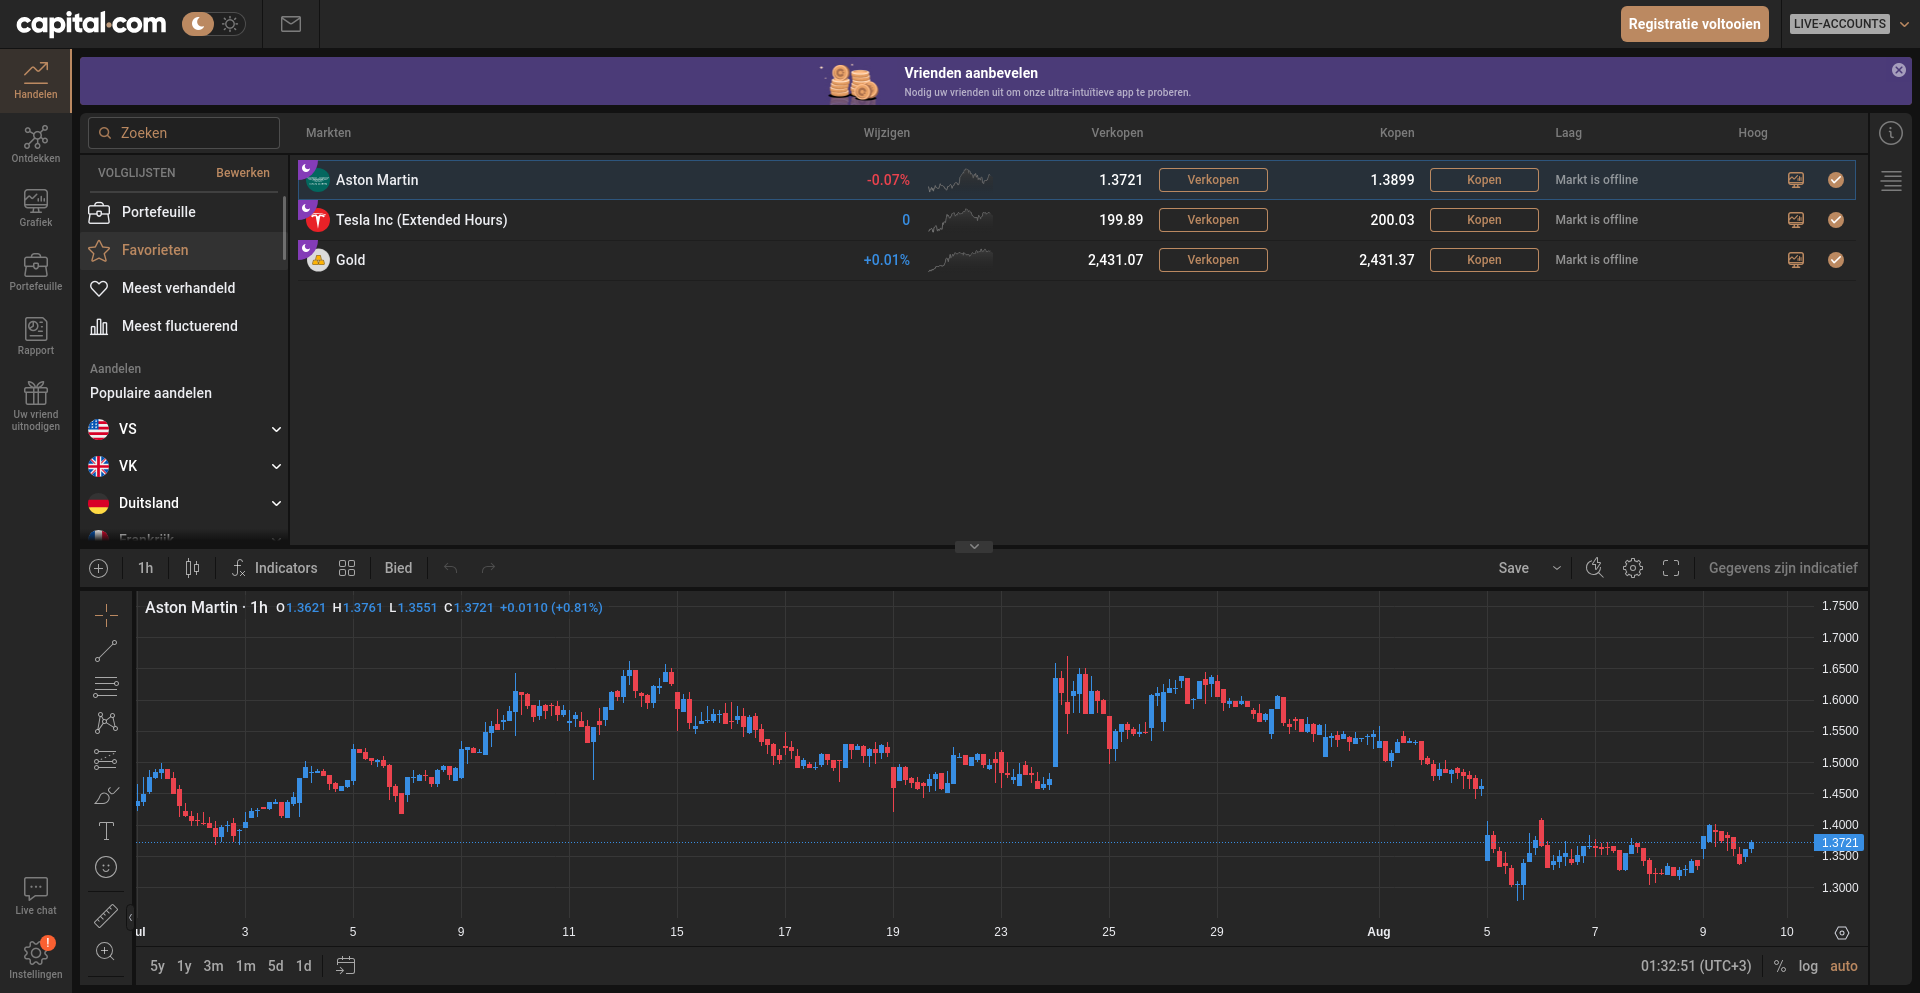 capital.com
Registratie voltooien
LIVE-ACCOUNTS
Handelen
Ontdekken
Grafiek
Portefeuille
Rapport
Uw vriend
uitnodigen
Live chat
!
Instellingen
Vrienden aanbevelen
Nodig uw vrienden uit om onze ultra-intuïtieve app te proberen.
Zoeken
Markten Wijzigen Verkopen Kopen Laag Hoog
VOLGLIJSTEN Bewerken
Portefeuille
Favorieten
Meest verhandeld
Meest fluctuerend
Aandelen
Populaire aandelen
VS
VK
Duitsland
Frankrijk
Aston Martin -0.07% 1.3721 Verkopen 1.3899 Kopen Markt is offline
Tesla Inc (Extended Hours) 0 199.89 Verkopen 200.03 Kopen Markt is offline
Gold +0.01% 2,431.07 Verkopen 2,431.37 Kopen Markt is offline
1h Indicators Bied Save Gegevens zijn indicatief
Aston Martin · 1h O1.3621 H1.3761 L1.3551 C1.3721 +0.0110 (+0.81%)
1.7500
1.7000
1.6500
1.6000
1.5500
1.5000
1.4500
1.4000
1.3721
1.3500
1.3000
ul 3 5 9 11 15 17 19 23 25 29 Aug 5 7 9 10
5y 1y 3m 1m 5d 1d 01:32:51 (UTC+3) % log auto